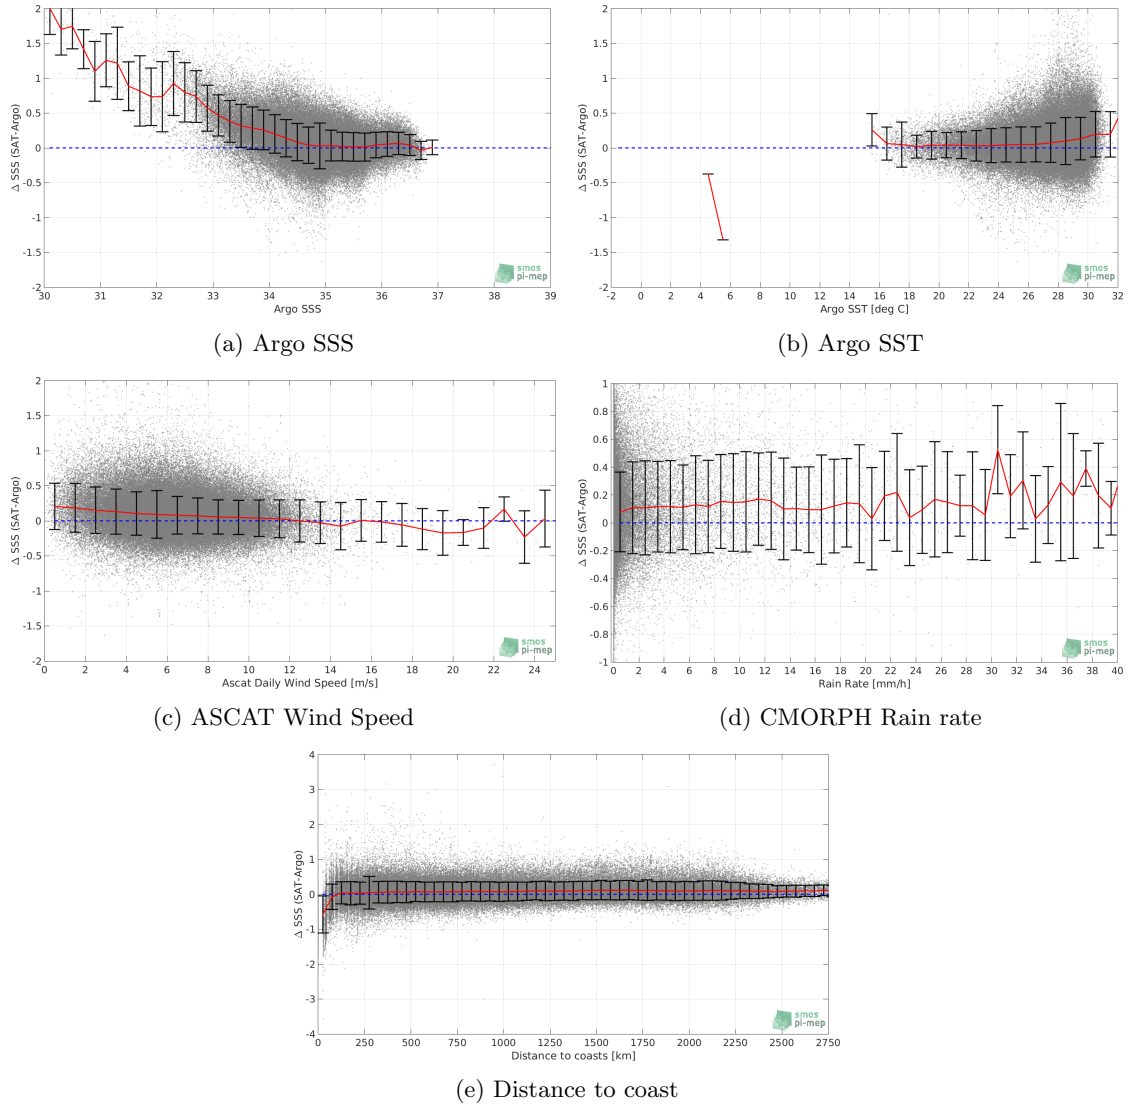 2
1.5
1
0.5
0
-0.5
-1
-1.5
-2
Δ SSS (SAT-Argo)
30 31 32 33 34 35 36 37 38 39
Argo SSS
smos
pi-mep
(a) Argo SSS
2
1.5
1
0.5
0
-0.5
-1
-1.5
-2
Δ SSS (SAT-Argo)
-2 0 2 4 6 8 10 12 14 16 18 20 22 24 26 28 30 32
Argo SST [deg C]
smos
pi-mep
(b) Argo SST
2
1.5
1
0.5
0
-0.5
-1
-1.5
-2
Δ SSS (SAT-Argo)
0 2 4 6 8 10 12 14 16 18 20 22 24
Ascat Daily Wind Speed [m/s]
smos
pi-mep
(c) ASCAT Wind Speed
1
0.8
0.6
0.4
0.2
0
-0.2
-0.4
-0.6
-0.8
-1
Δ SSS (SAT-Argo)
0 2 4 6 8 10 12 14 16 18 20 22 24 26 28 30 32 34 36 38 40
Rain Rate [mm/h]
smos
pi-mep
(d) CMORPH Rain rate
4
3
2
1
0
-1
-2
-3
-4
Δ SSS (SAT-Argo)
0 250 500 750 1000 1250 1500 1750 2000 2250 2500 2750
Distance to coasts [km]
smos
pi-mep
(e) Distance to coast